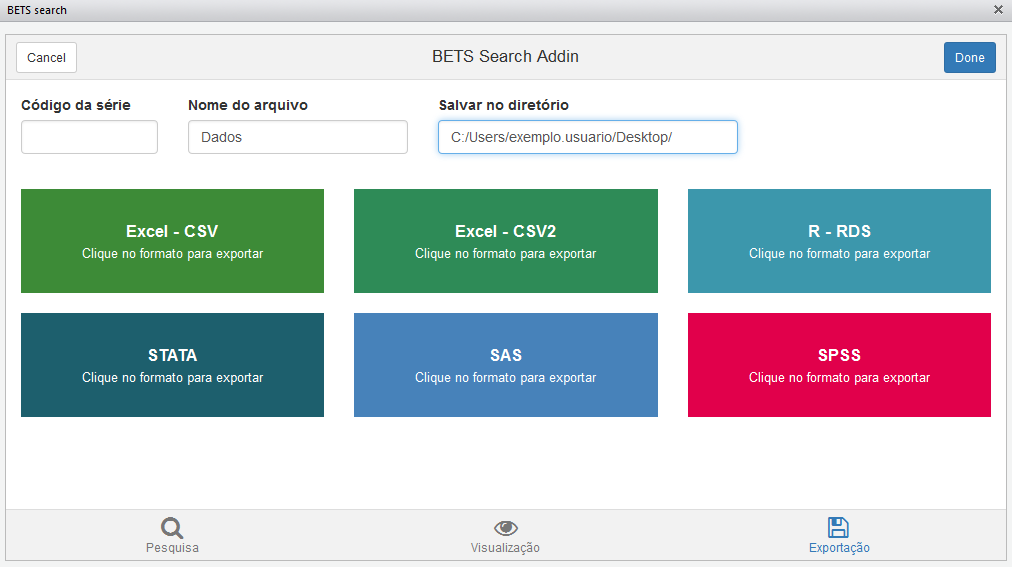 BETS search
Cancel
BETS Search Addin
Done
Código da série
Nome do arquivo
Salvar no diretório
Dados
C:/Users/exemplo.usuario/Desktop/
Excel - CSV
Clique no formato para exportar
Excel - CSV2
Clique no formato para exportar
R - RDS
Clique no formato para exportar
STATA
Clique no formato para exportar
SAS
Clique no formato para exportar
SPSS
Clique no formato para exportar
Pesquisa
Visualização
Exportação